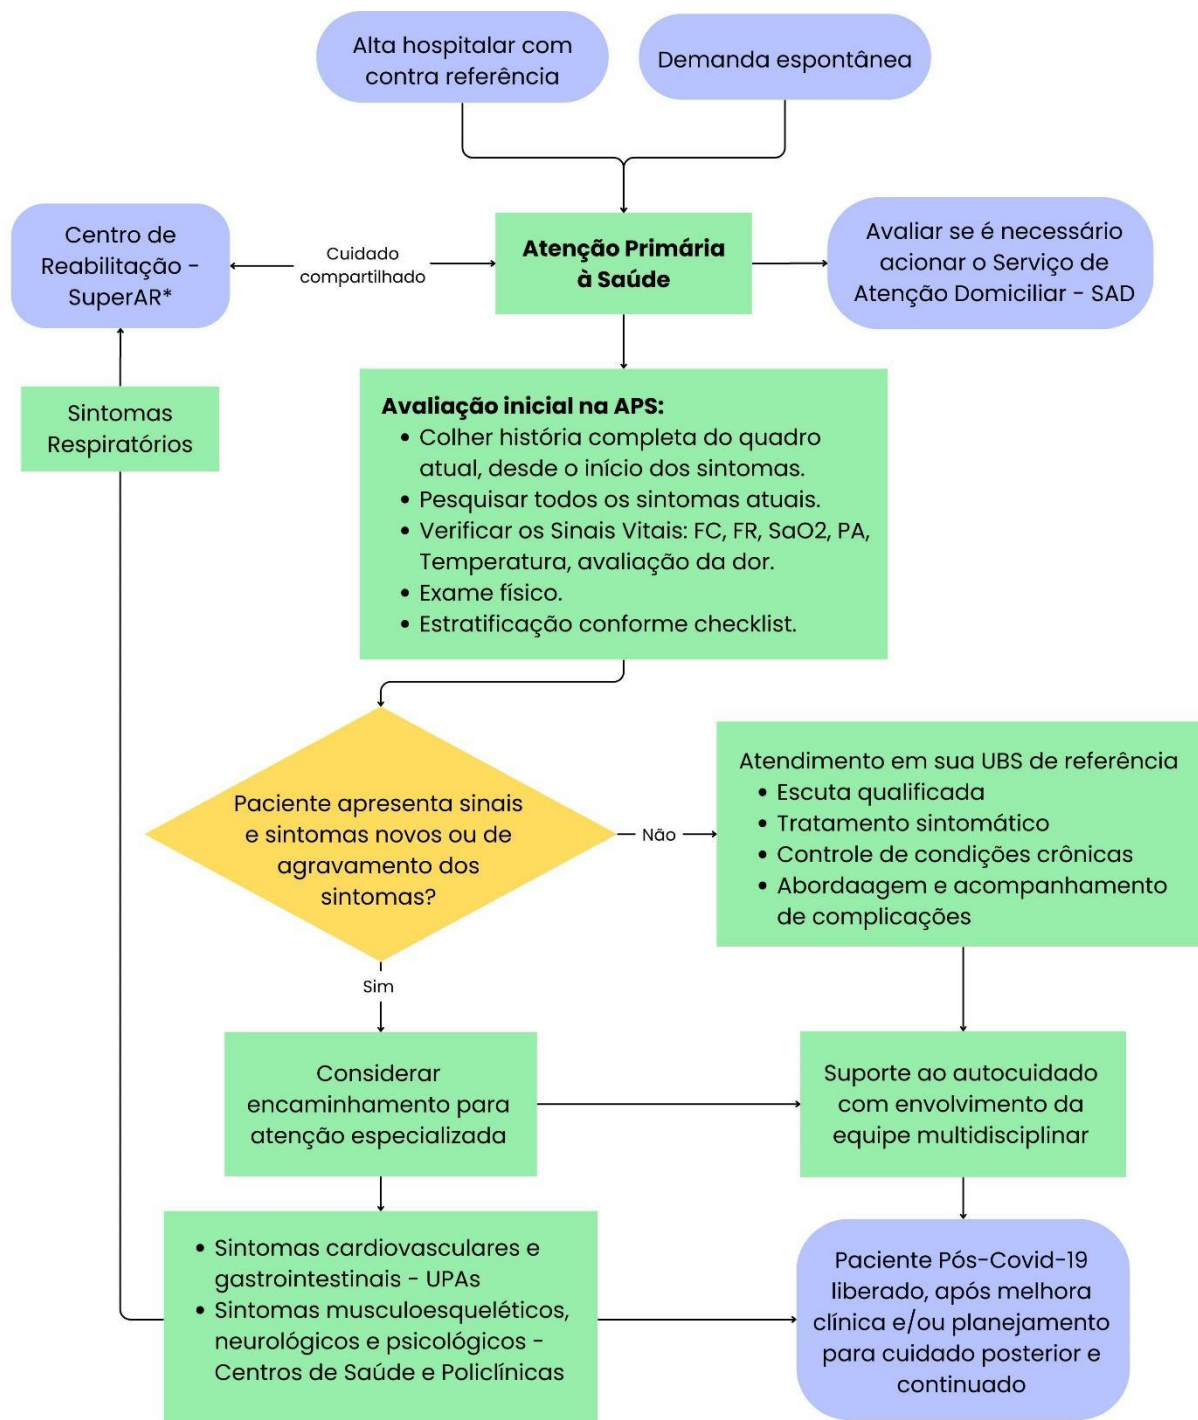 Alta hospitalar com
contra referência
Demanda espontânea
Centro de
Reabilitação -
SuperAR*
Cuidado
compartilhado
Atenção Primária
à Saúde
Avaliar se é necessário
acionar o Serviço de
Atenção Domiciliar - SAD
Sintomas
Respiratórios
Avaliação inicial na APS:
• Colher história completa do quadro
atual, desde o início dos sintomas.
• Pesquisar todos os sintomas atuais.
• Verificar os Sinais Vitais: FC, FR, SaO2, PA,
Temperatura, avaliação da dor.
• Exame físico.
• Estratificação conforme checklist.
Paciente apresenta sinais
e sintomas novos ou de
agravamento dos
sintomas?
Não
Atendimento em sua UBS de referência
• Escuta qualificada
• Tratamento sintomático
• Controle de condições crônicas
• Abordaagem e acompanhamento
de complicações
Sim
Considerar
encaminhamento para
atenção especializada
Suporte ao autocuidado
com envolvimento da
equipe multidisciplinar
• Sintomas cardiovasculares e
gastrointestinais - UPAs
• Sintomas musculoesqueléticos,
neurológicos e psicológicos -
Centros de Saúde e Policlínicas
Paciente Pós-Covid-19
liberado, após melhora
clínica e/ou planejamento
para cuidado posterior e
continuado